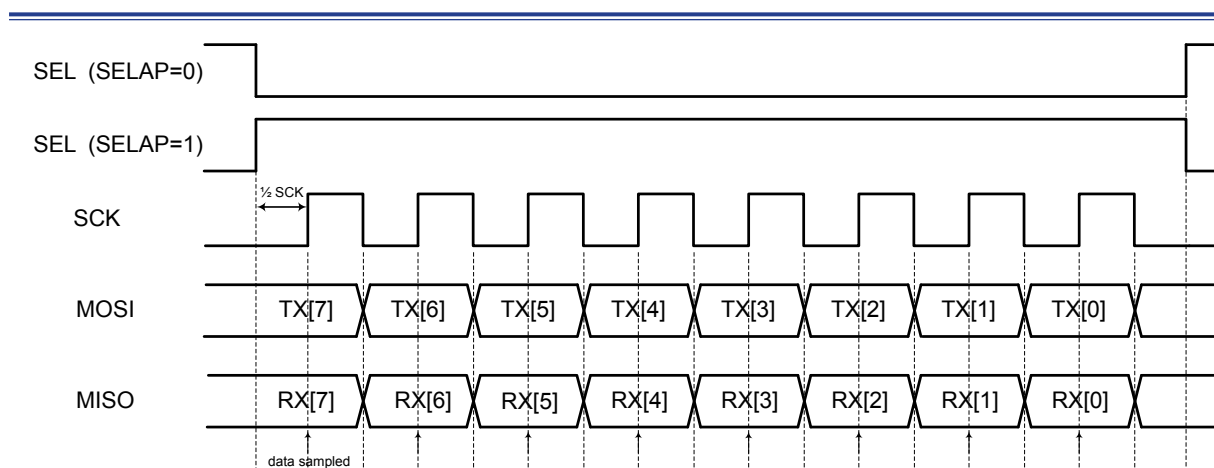 SEL (SELAP=0)
SEL (SELAP=1)
½ SCK
SCK
MOSI TX[7] TX[6] TX[5] TX[4] TX[3] TX[2] TX[1] TX[0]
MISO RX[7] RX[6] RX[5] RX[4] RX[3] RX[2] RX[1] RX[0]
data sampled